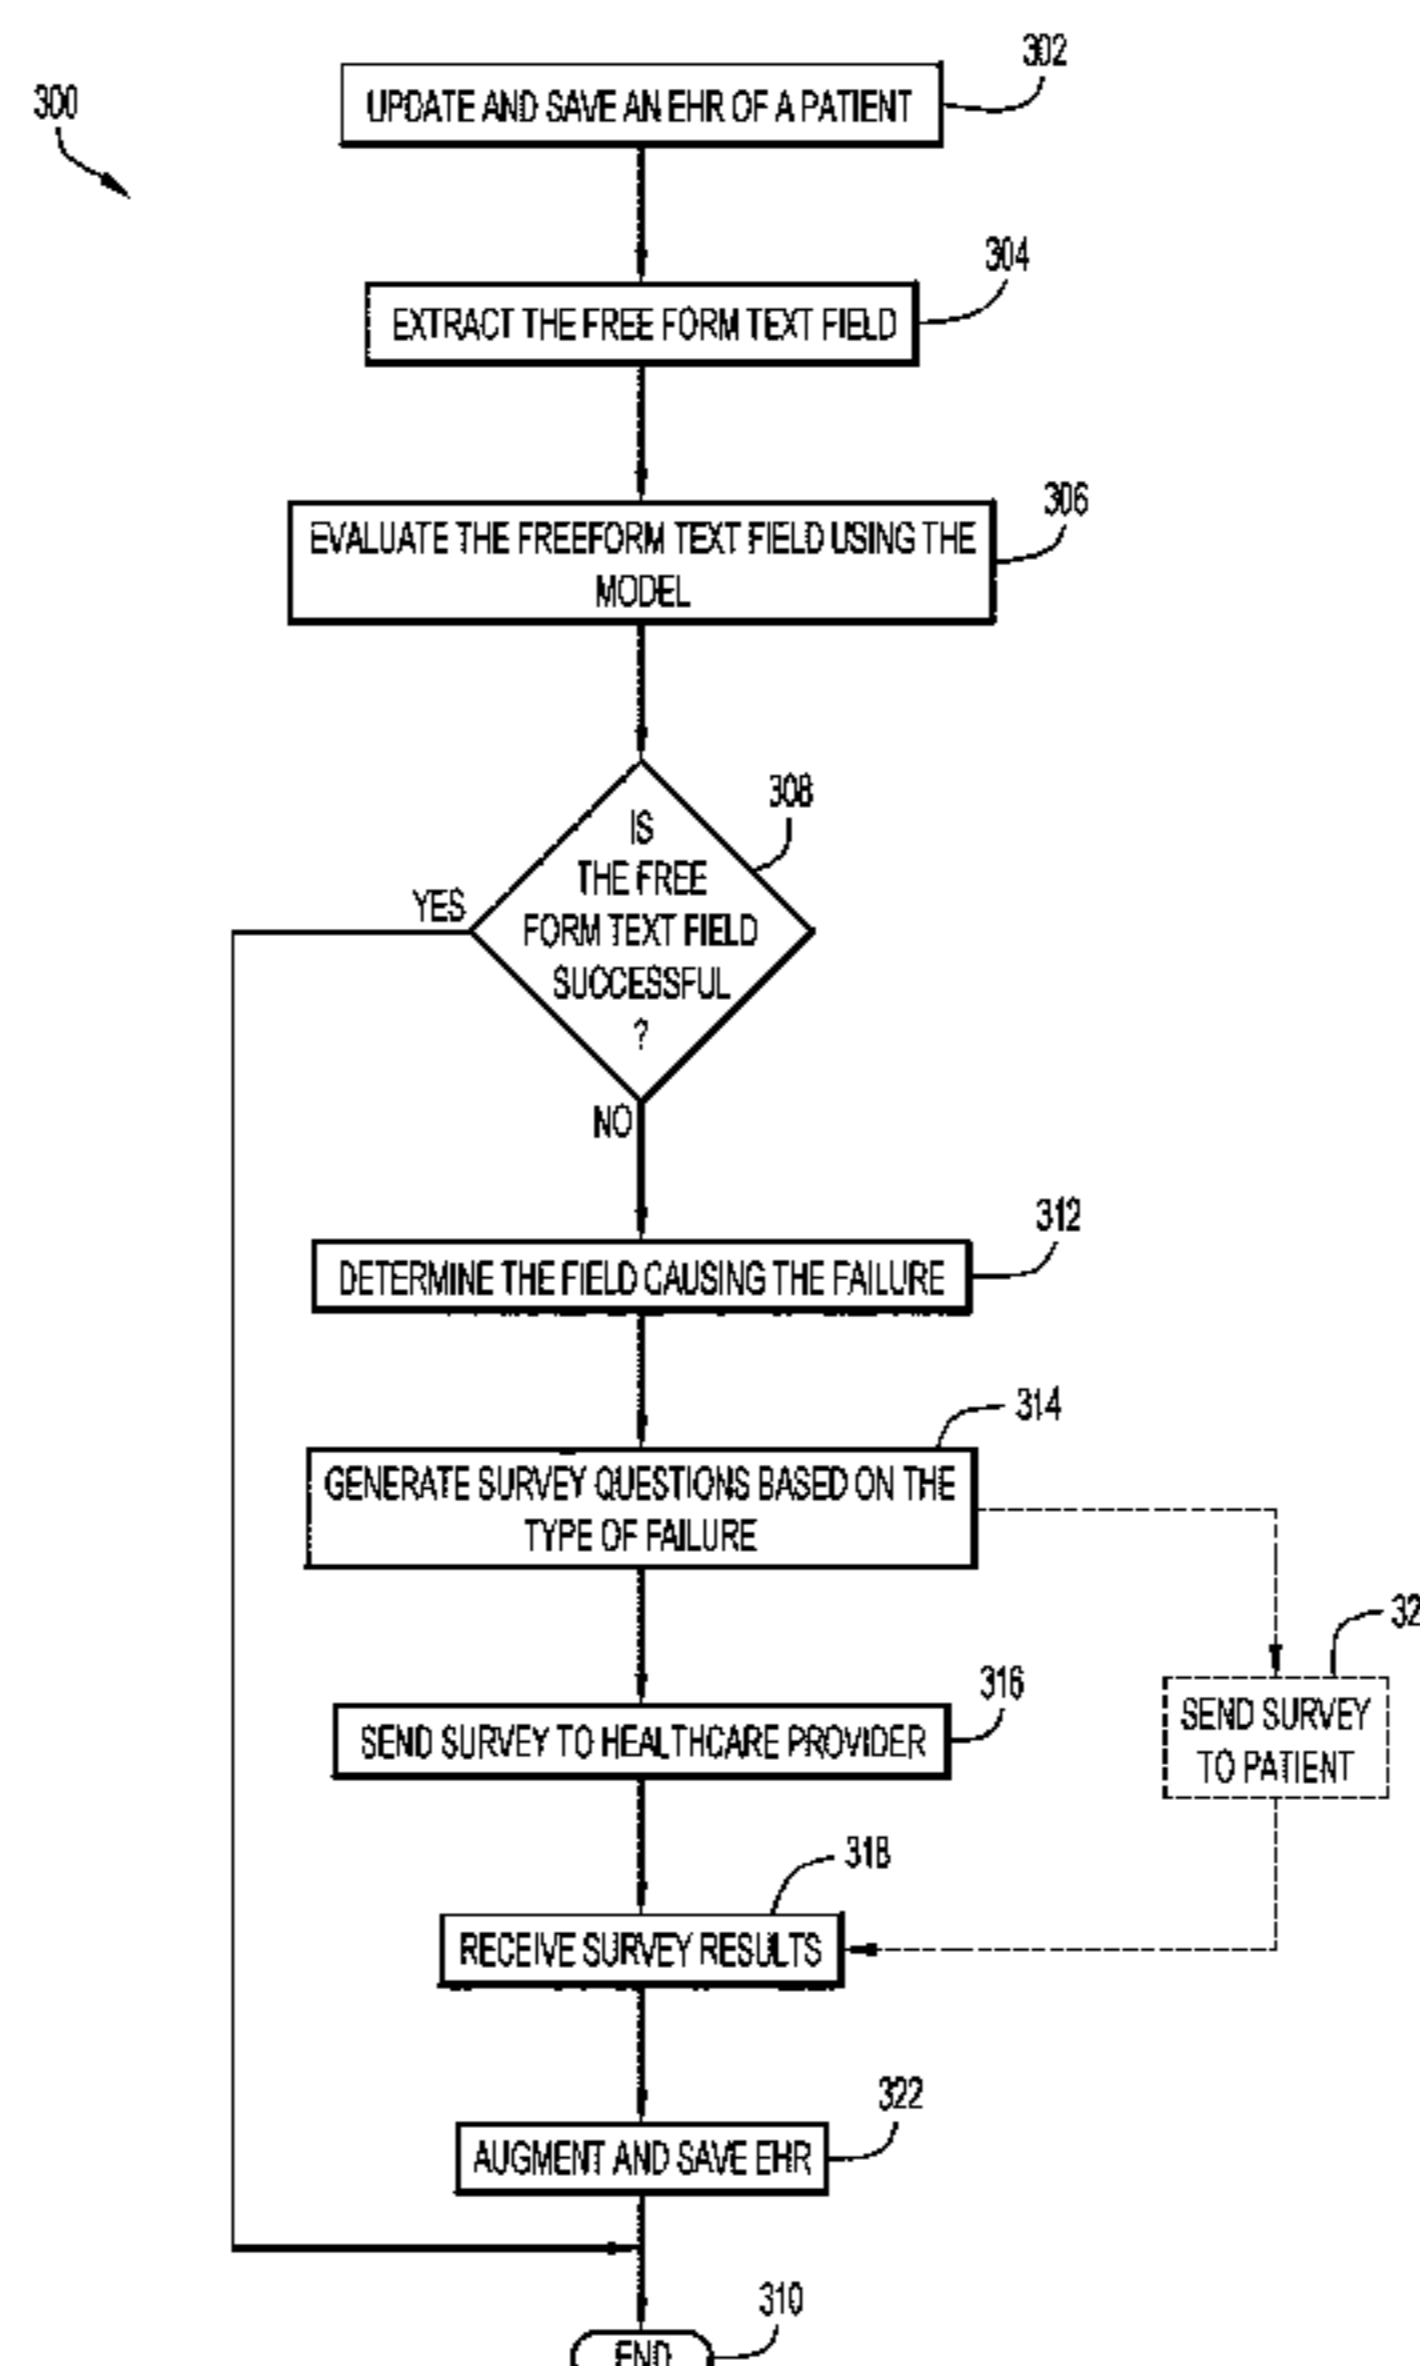 300
302
UPDATE AND SAVE AN EHR OF A PATIENT
304
EXTRACT THE FREE FORM TEXT FIELD
306
EVALUATE THE FREEFORM TEXT FIELD USING THE
MODEL
308
IS
THE FREE
FORM TEXT FIELD
SUCCESSFUL
?
YES
NO
312
DETERMINE THE FIELD CAUSING THE FAILURE
314
GENERATE SURVEY QUESTIONS BASED ON THE
TYPE OF FAILURE
316
SEND SURVEY TO HEALTHCARE PROVIDER
32
SEND SURVEY
TO PATIENT
318
RECEIVE SURVEY RESULTS
322
AUGMENT AND SAVE EHR
310
END